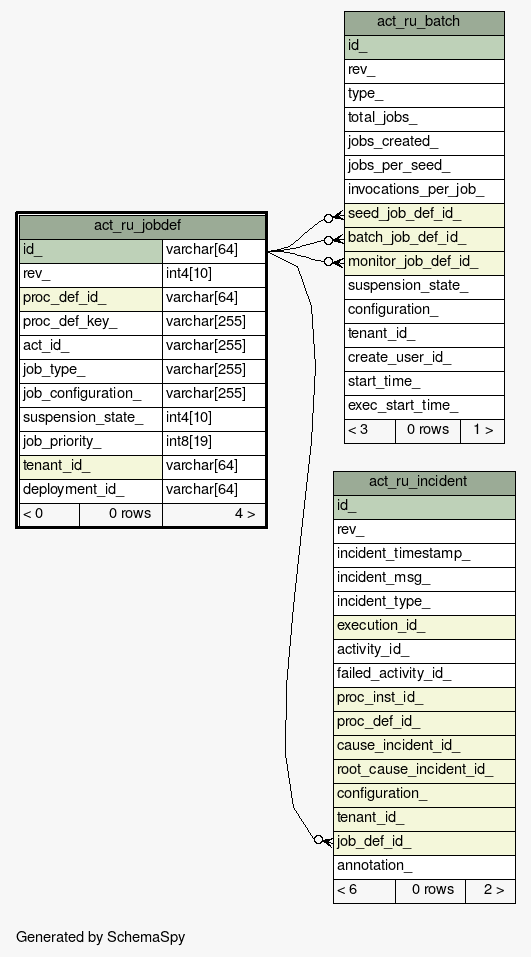 act_ru_batch
id_
rev_
type_
total_jobs_
jobs_created_
jobs_per_seed_
invocations_per_job_
seed_job_def_id_
batch_job_def_id_
monitor_job_def_id_
suspension_state_
configuration_
tenant_id_
create_user_id_
start_time_
exec_start_time_
< 3 0 rows 1 >
act_ru_jobdef
id_ varchar[64]
rev_ int4[10]
proc_def_id_ varchar[64]
proc_def_key_ varchar[255]
act_id_ varchar[255]
job_type_ varchar[255]
job_configuration_ varchar[255]
suspension_state_ int4[10]
job_priority_ int8[19]
tenant_id_ varchar[64]
deployment_id_ varchar[64]
< 0 0 rows 4 >
act_ru_incident
id_
rev_
incident_timestamp_
incident_msg_
incident_type_
execution_id_
activity_id_
failed_activity_id_
proc_inst_id_
proc_def_id_
cause_incident_id_
root_cause_incident_id_
configuration_
tenant_id_
job_def_id_
annotation_
< 6 0 rows 2 >
Generated by SchemaSpy